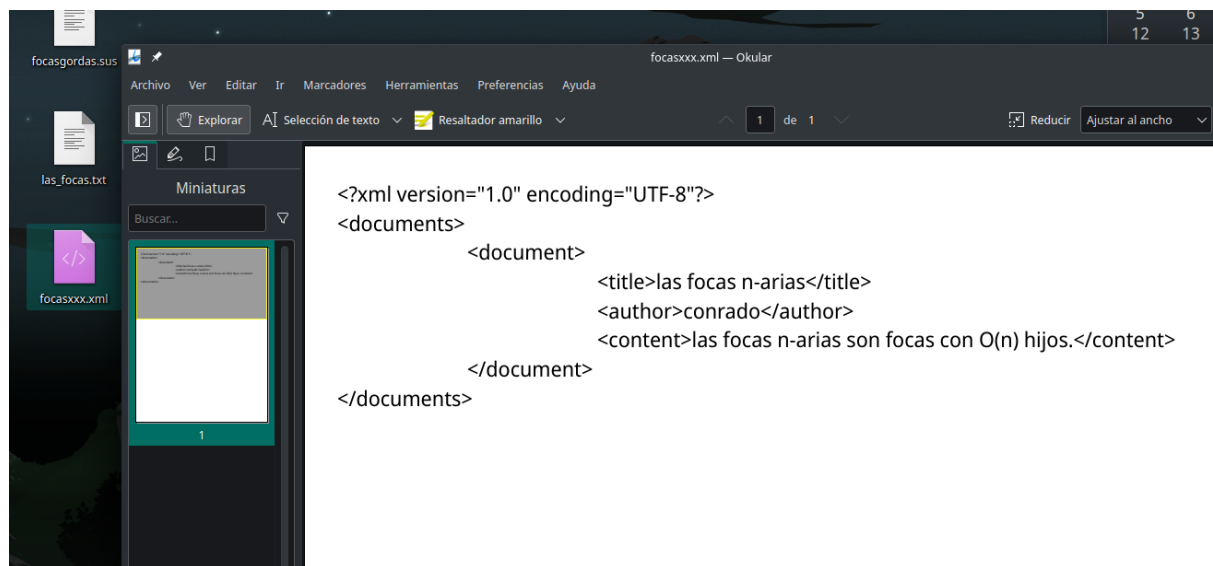 5 6
12 13
focasgordas.sus
las_focas.txt
focasxxx.xml
focasxxx.xml — Okular
Archivo Ver Editar Ir Marcadores Herramientas Preferencias Ayuda
Explorar Selección de texto Resaltador amarillo 1 de 1 Reducir Ajustar al ancho
Miniaturas
Buscar...
1
<?xml version="1.0" encoding="UTF-8"?>
<documents>
<document>
<title>las focas n-arias</title>
<author>conrado</author>
<content>las focas n-arias son focas con O(n) hijos.</content>
</document>
</documents>